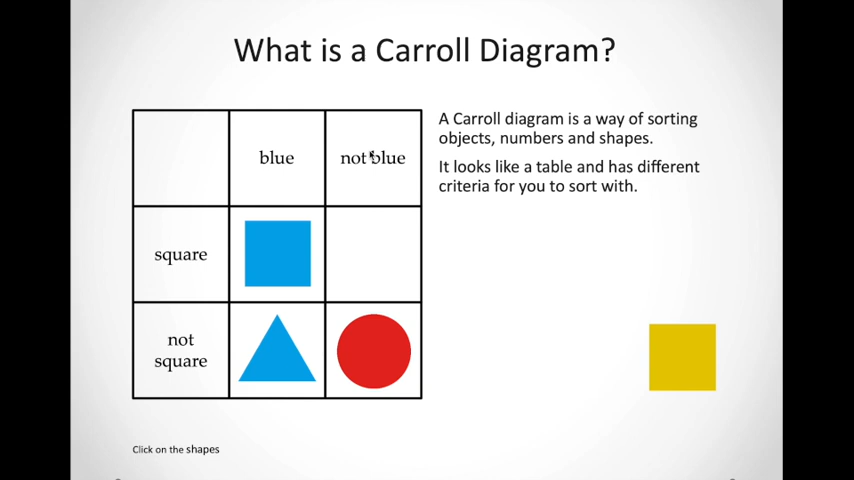 What is a Carroll Diagram?
blue
not blue
square
not
square
A Carroll diagram is a way of sorting
objects, numbers and shapes.
It looks like a table and has different
criteria for you to sort with.
Click on the shapes